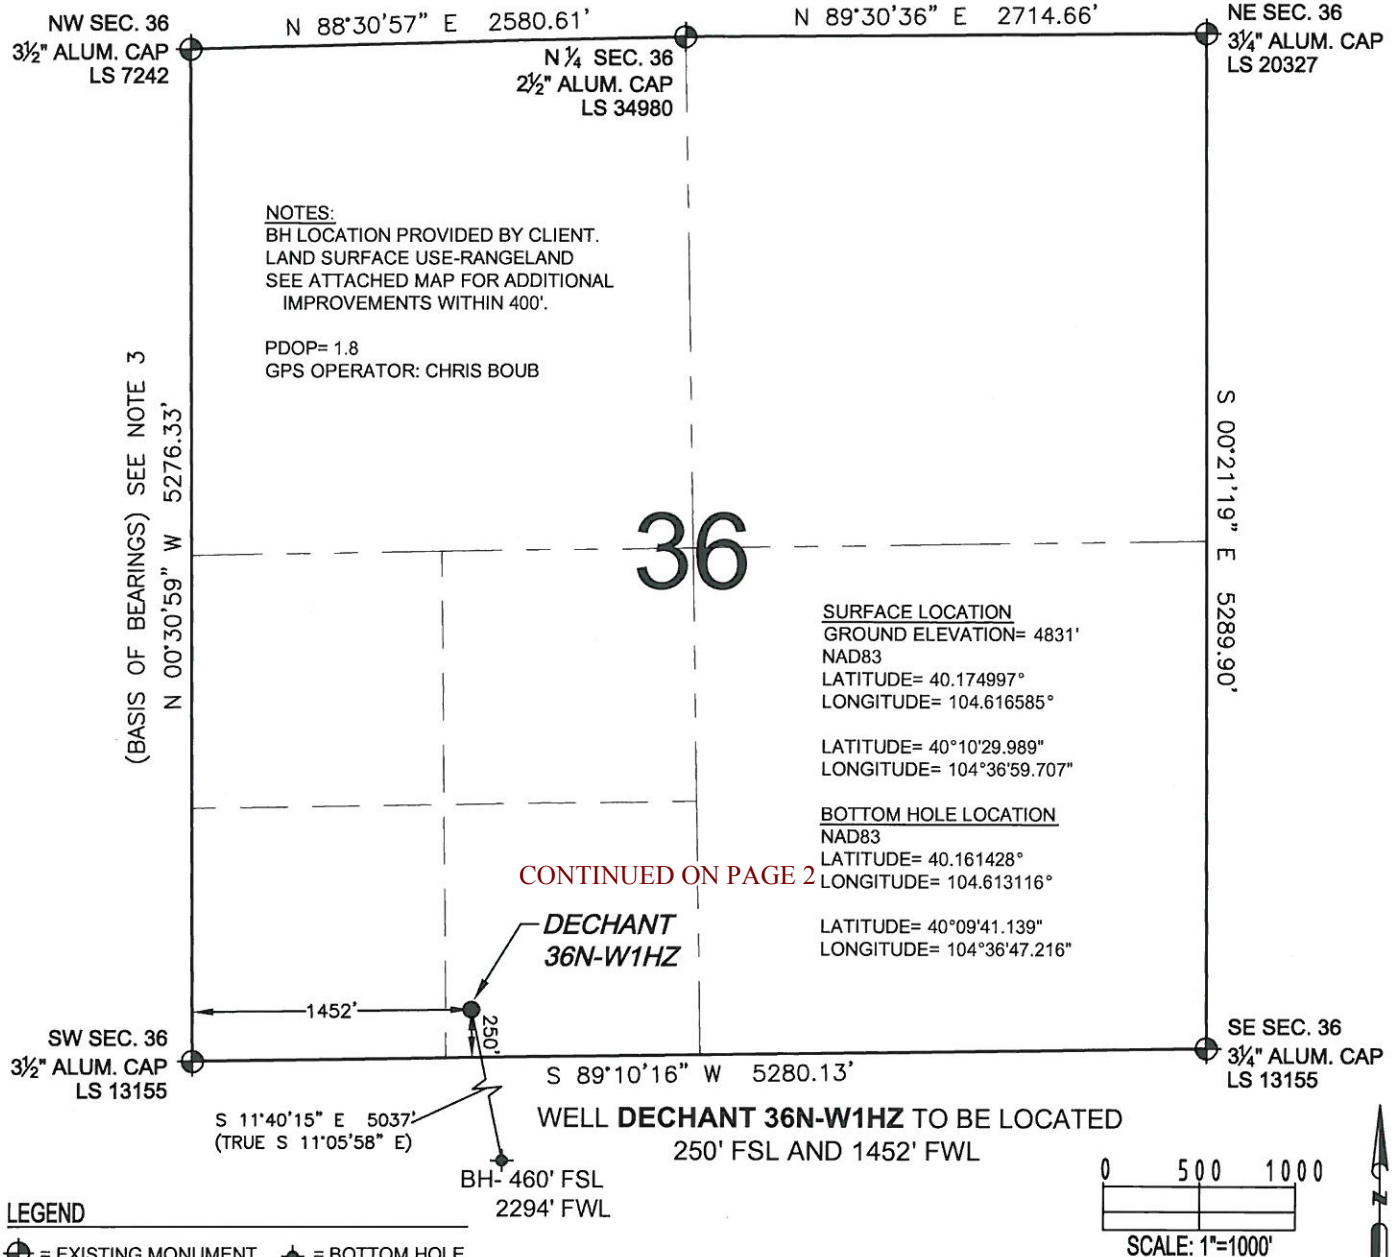 NW SEC. 36
3½" ALUM. CAP
LS 7242
N 88°30'57" E 2580.61'
N ¼ SEC. 36
2½" ALUM. CAP
LS 34980
N 89°30'36" E 2714.66'
NE SEC. 36
3¼" ALUM. CAP
LS 20327
NOTES:
BH LOCATION PROVIDED BY CLIENT.
LAND SURFACE USE-RANGELAND
SEE ATTACHED MAP FOR ADDITIONAL
IMPROVEMENTS WITHIN 400'.
PDOP= 1.8
GPS OPERATOR: CHRIS BOUB
(BASIS OF BEARINGS) SEE NOTE 3
N 00°30'59" W 5276.33'
36
S 00°21'19" E 5289.90'
SURFACE LOCATION
GROUND ELEVATION= 4831'
NAD83
LATITUDE= 40.174997°
LONGITUDE= 104.616585°
LATITUDE= 40°10'29.989"
LONGITUDE= 104°36'59.707"
BOTTOM HOLE LOCATION
NAD83
LATITUDE= 40.161428°
LONGITUDE= 104.613116°
LATITUDE= 40°09'41.139"
LONGITUDE= 104°36'47.216"
CONTINUED ON PAGE 2
DECHANT
36N-W1HZ
1452'
250'
SW SEC. 36
3½" ALUM. CAP
LS 13155
S 89°10'16" W 5280.13'
SE SEC. 36
3¼" ALUM. CAP
LS 13155
S 11°40'15" E 5037'
(TRUE S 11°05'58" E)
WELL DECHANT 36N-W1HZ TO BE LOCATED
250' FSL AND 1452' FWL
BH- 460' FSL
2294' FWL
0 500 1000
SCALE: 1"=1000'
N
LEGEND
= EXISTING MONUMENT = BOTTOM HOLE